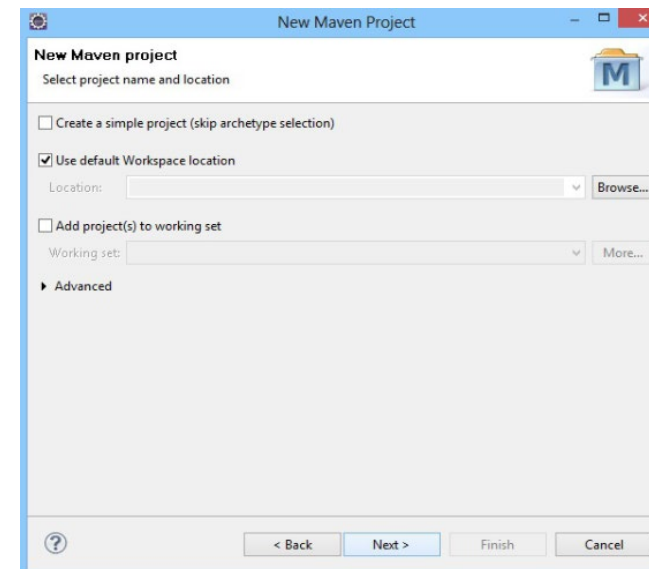 New Maven Project
New Maven project
Select project name and location
M
Create a simple project (skip archetype selection)
Use default Workspace location
Location:
Browse...
Add project(s) to working set
Working set:
More...
Advanced
?
< Back
Next >
Finish
Cancel